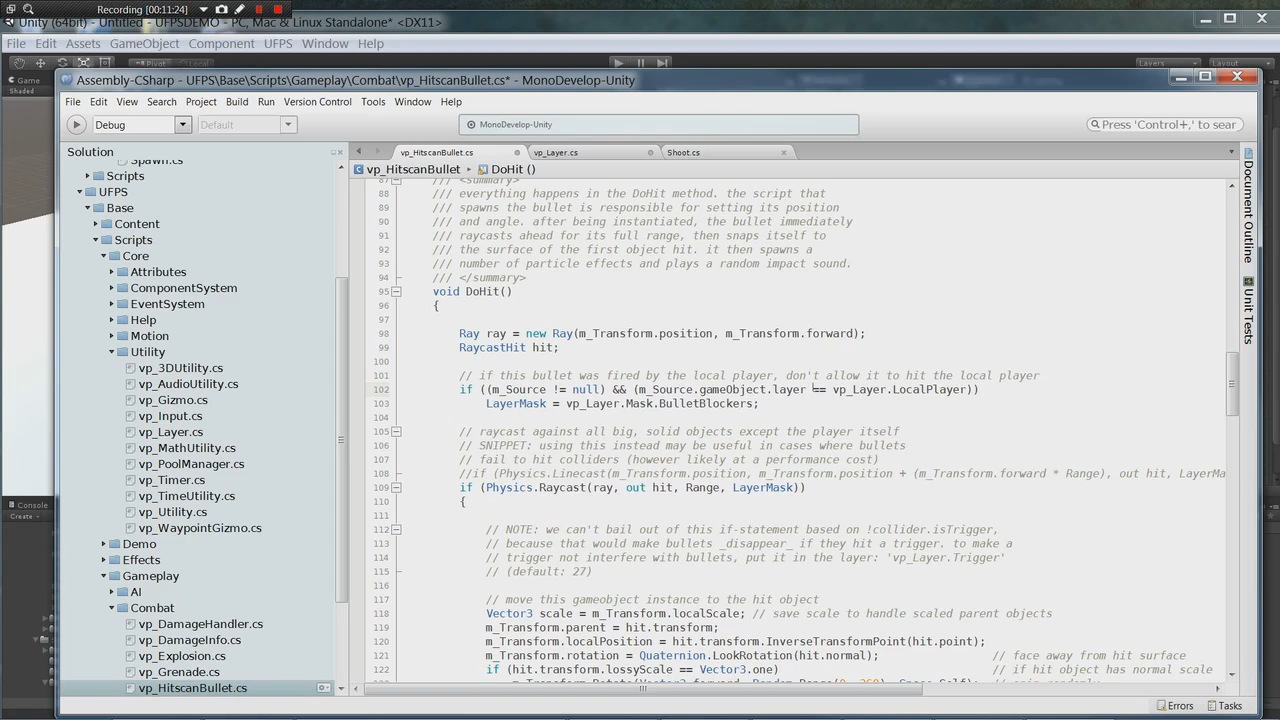 Recording [00:11:24]
Unity (64bit) - Untitled - UFPSDEMO - PC, Mac & Linux Standalone* <DX11>
File Edit Assets GameObject Component UFPS Window Help
Pivot Local Layers Layout
Game
Shaded
Assembly-CSharp - UFPS\Base\Scripts\Gameplay\Combat\vp_HitscanBullet.cs* - MonoDevelop-Unity
File Edit View Search Project Build Run Version Control Tools Window Help
Debug Default MonoDevelop-Unity Press 'Control+,' to sear
Solution
vp_HitscanBullet.cs vp_Layer.cs Shoot.cs
vp_HitscanBullet DoHit ()
Spawn.cs
Scripts
UFPS
Base
Content
Scripts
Core
Attributes
ComponentSystem
EventSystem
Help
Motion
Utility
vp_3DUtility.cs
vp_AudioUtility.cs
vp_Gizmo.cs
vp_Input.cs
vp_Layer.cs
vp_MathUtility.cs
vp_PoolManager.cs
vp_Timer.cs
vp_TimeUtility.cs
vp_Utility.cs
vp_WaypointGizmo.cs
Demo
Effects
Gameplay
AI
Combat
vp_DamageHandler.cs
vp_DamageInfo.cs
vp_Explosion.cs
vp_Grenade.cs
vp_HitscanBullet.cs
87 /// <summary>
88 /// everything happens in the DoHit method. the script that
89 /// spawns the bullet is responsible for setting its position
90 /// and angle. after being instantiated, the bullet immediately
91 /// raycasts ahead for its full range, then snaps itself to
92 /// the surface of the first object hit. it then spawns a
93 /// number of particle effects and plays a random impact sound.
94 /// </summary>
95 void DoHit()
96 {
97
98 Ray ray = new Ray(m_Transform.position, m_Transform.forward);
99 RaycastHit hit;
100
101 // if this bullet was fired by the local player, don't allow it to hit the local player
102 if ((m_Source != null) && (m_Source.gameObject.layer == vp_Layer.LocalPlayer))
103 LayerMask = vp_Layer.Mask.BulletBlockers;
104
105 // raycast against all big, solid objects except the player itself
106 // SNIPPET: using this instead may be useful in cases where bullets
107 // fail to hit colliders (however likely at a performance cost)
108 //if (Physics.Linecast(m_Transform.position, m_Transform.position + (m_Transform.forward * Range), out hit, LayerMa
109 if (Physics.Raycast(ray, out hit, Range, LayerMask))
110 {
111
112 // NOTE: we can't bail out of this if-statement based on !collider.isTrigger,
113 // because that would make bullets _disappear_ if they hit a trigger. to make a
114 // trigger not interfere with bullets, put it in the layer: 'vp_Layer.Trigger'
115 // (default: 27)
116
117 // move this gameobject instance to the hit object
118 Vector3 scale = m_Transform.localScale; // save scale to handle scaled parent objects
119 m_Transform.parent = hit.transform;
120 m_Transform.localPosition = hit.transform.InverseTransformPoint(hit.point);
121 m_Transform.rotation = Quaternion.LookRotation(hit.normal); // face away from hit surface
122 if (hit.transform.lossyScale == Vector3.one) // if hit object has normal scale
Document Outline
Unit Tests
Console
Create
Errors Tasks